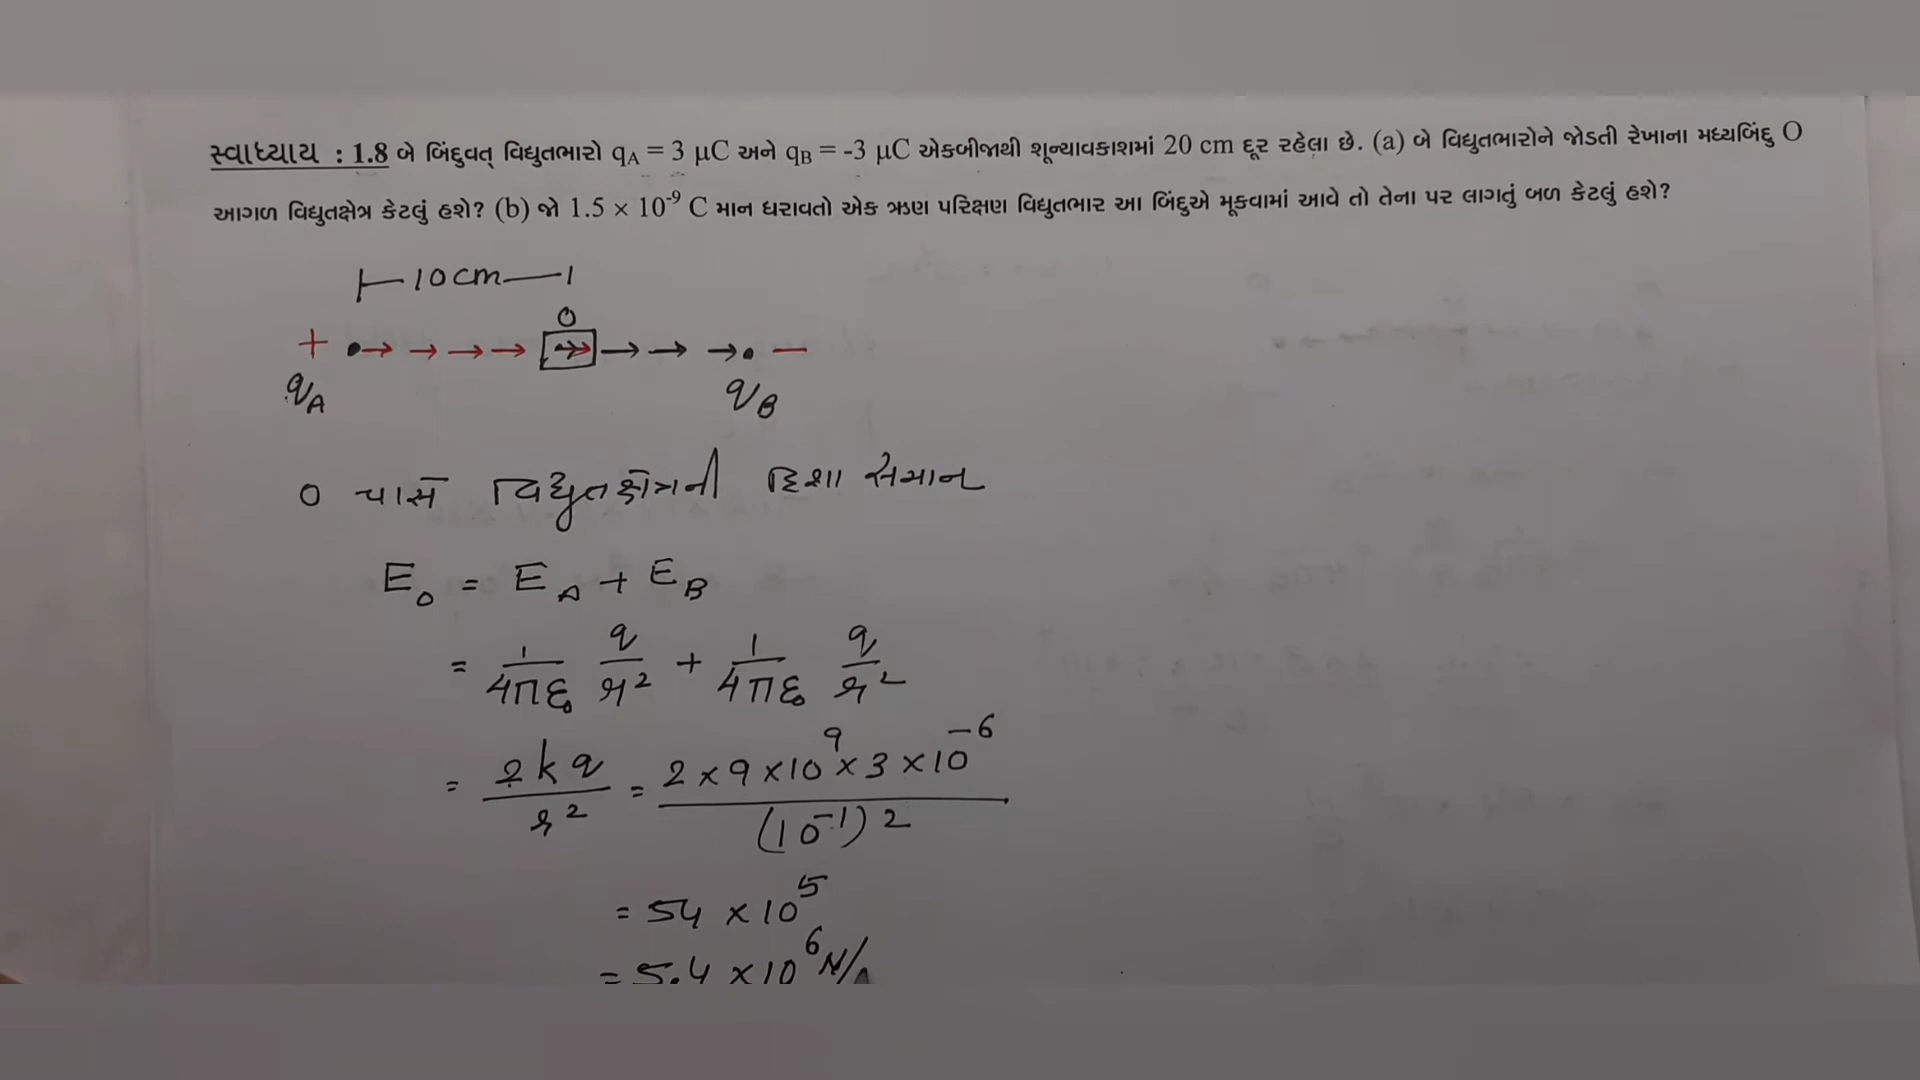 સ્વાધ્યાય : 1.8 બે બિંદુવત્ વિદ્યુતભારો qA = 3 μC અને qB = -3 μC એકબીજાથી શૂન્યાવકાશમાં 20 cm દૂર રહેલા છે. (a) બે વિદ્યુતભારોને જોડતી રેખાના મધ્યબિંદુ O
આગળ વિદ્યુતક્ષેત્ર કેટલું હશે? (b) જો 1.5 × 10⁻⁹ C માન ધરાવતો એક ઋણ પરિક્ષણ વિદ્યુતભાર આ બિંદુએ મૂકવામાં આવે તો તેના પર લાગતું બળ કેટલું હશે?
10cm
O
+ → → → → →→ → → → −
qA qB
O પાસે વિદ્યુતક્ષેત્રની દિશા સમાન
E₀ = EA + EB
= 1/4πε₀ q/r² + 1/4πε₀ q/r²
= 2kq/r² = 2×9×10⁹×3×10⁻⁶/(10⁻¹)²
= 54 × 10⁵
= 5.4 × 10⁶ N/